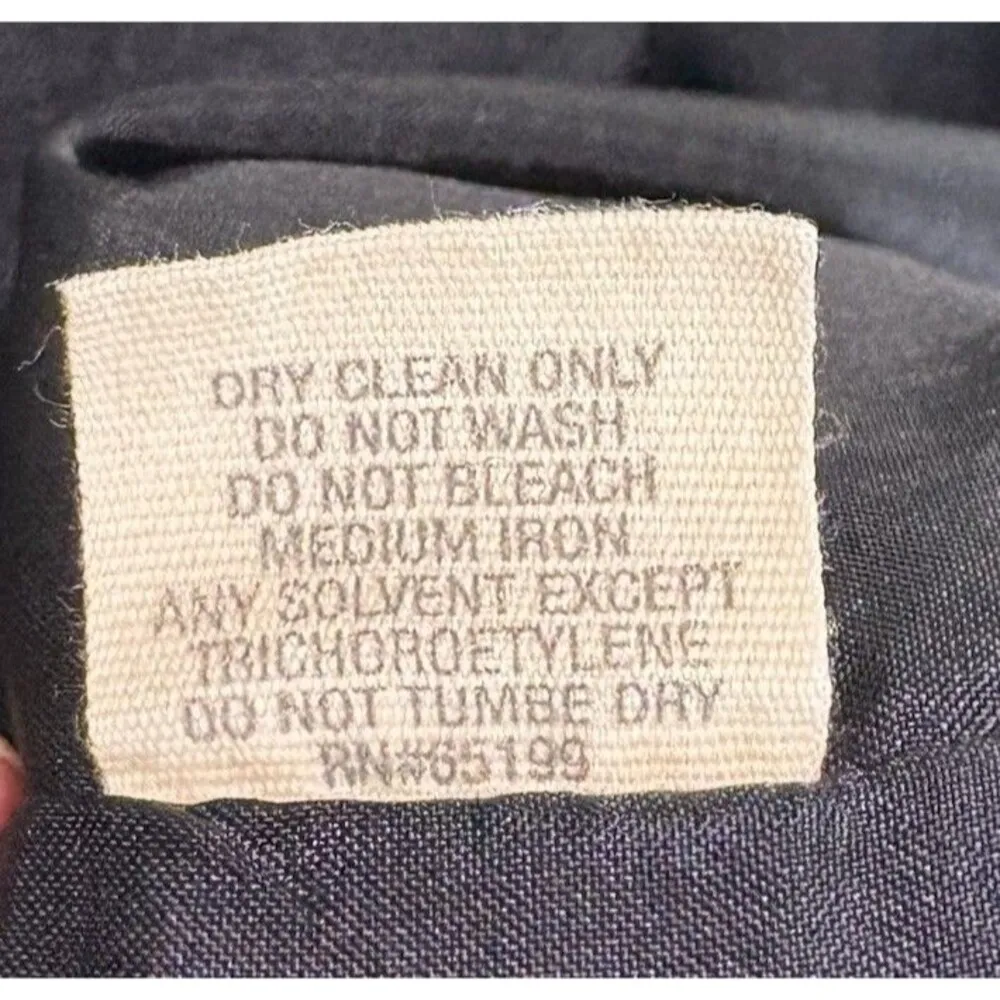 DRY CLEAN ONLY
DO NOT WASH
DO NOT BLEACH
MEDIUM IRON
ANY SOLVENT EXCEPT
TRICHOROETYLENE
DO NOT TUMBE DRY
RN#65199